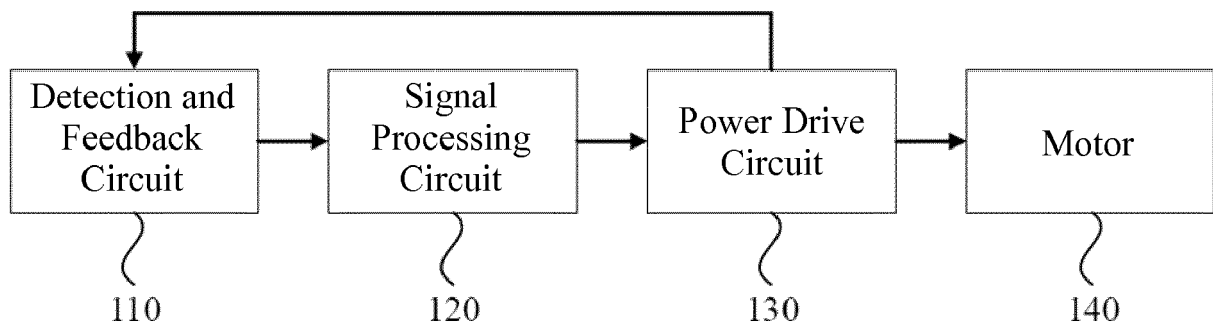 Detection and
Feedback
Circuit
Signal
Processing
Circuit
Power Drive
Circuit
Motor
110
120
130
140